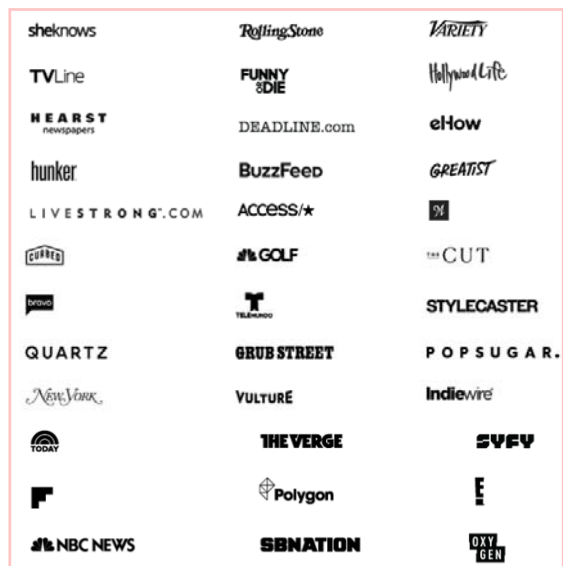 sheknows
RollingStone
VARIETY
TVLine
FUNNY
OR DIE
Hollywood Life
HEARST
newspapers
DEADLINE.com
eHow
hunker
BuzzFeeD
GREATIST
LIVESTRONG.COM
ACCESS/★
M
CURBED
GOLF
THE CUT
bravo
T
TELEMUNDO
STYLECASTER
QUARTZ
GRUB STREET
POPSUGAR.
NEW YORK
VULTURE
Indiewire
TODAY
THE VERGE
SYFY
F
Polygon
E!
NBC NEWS
SBNATION
OXY
GEN